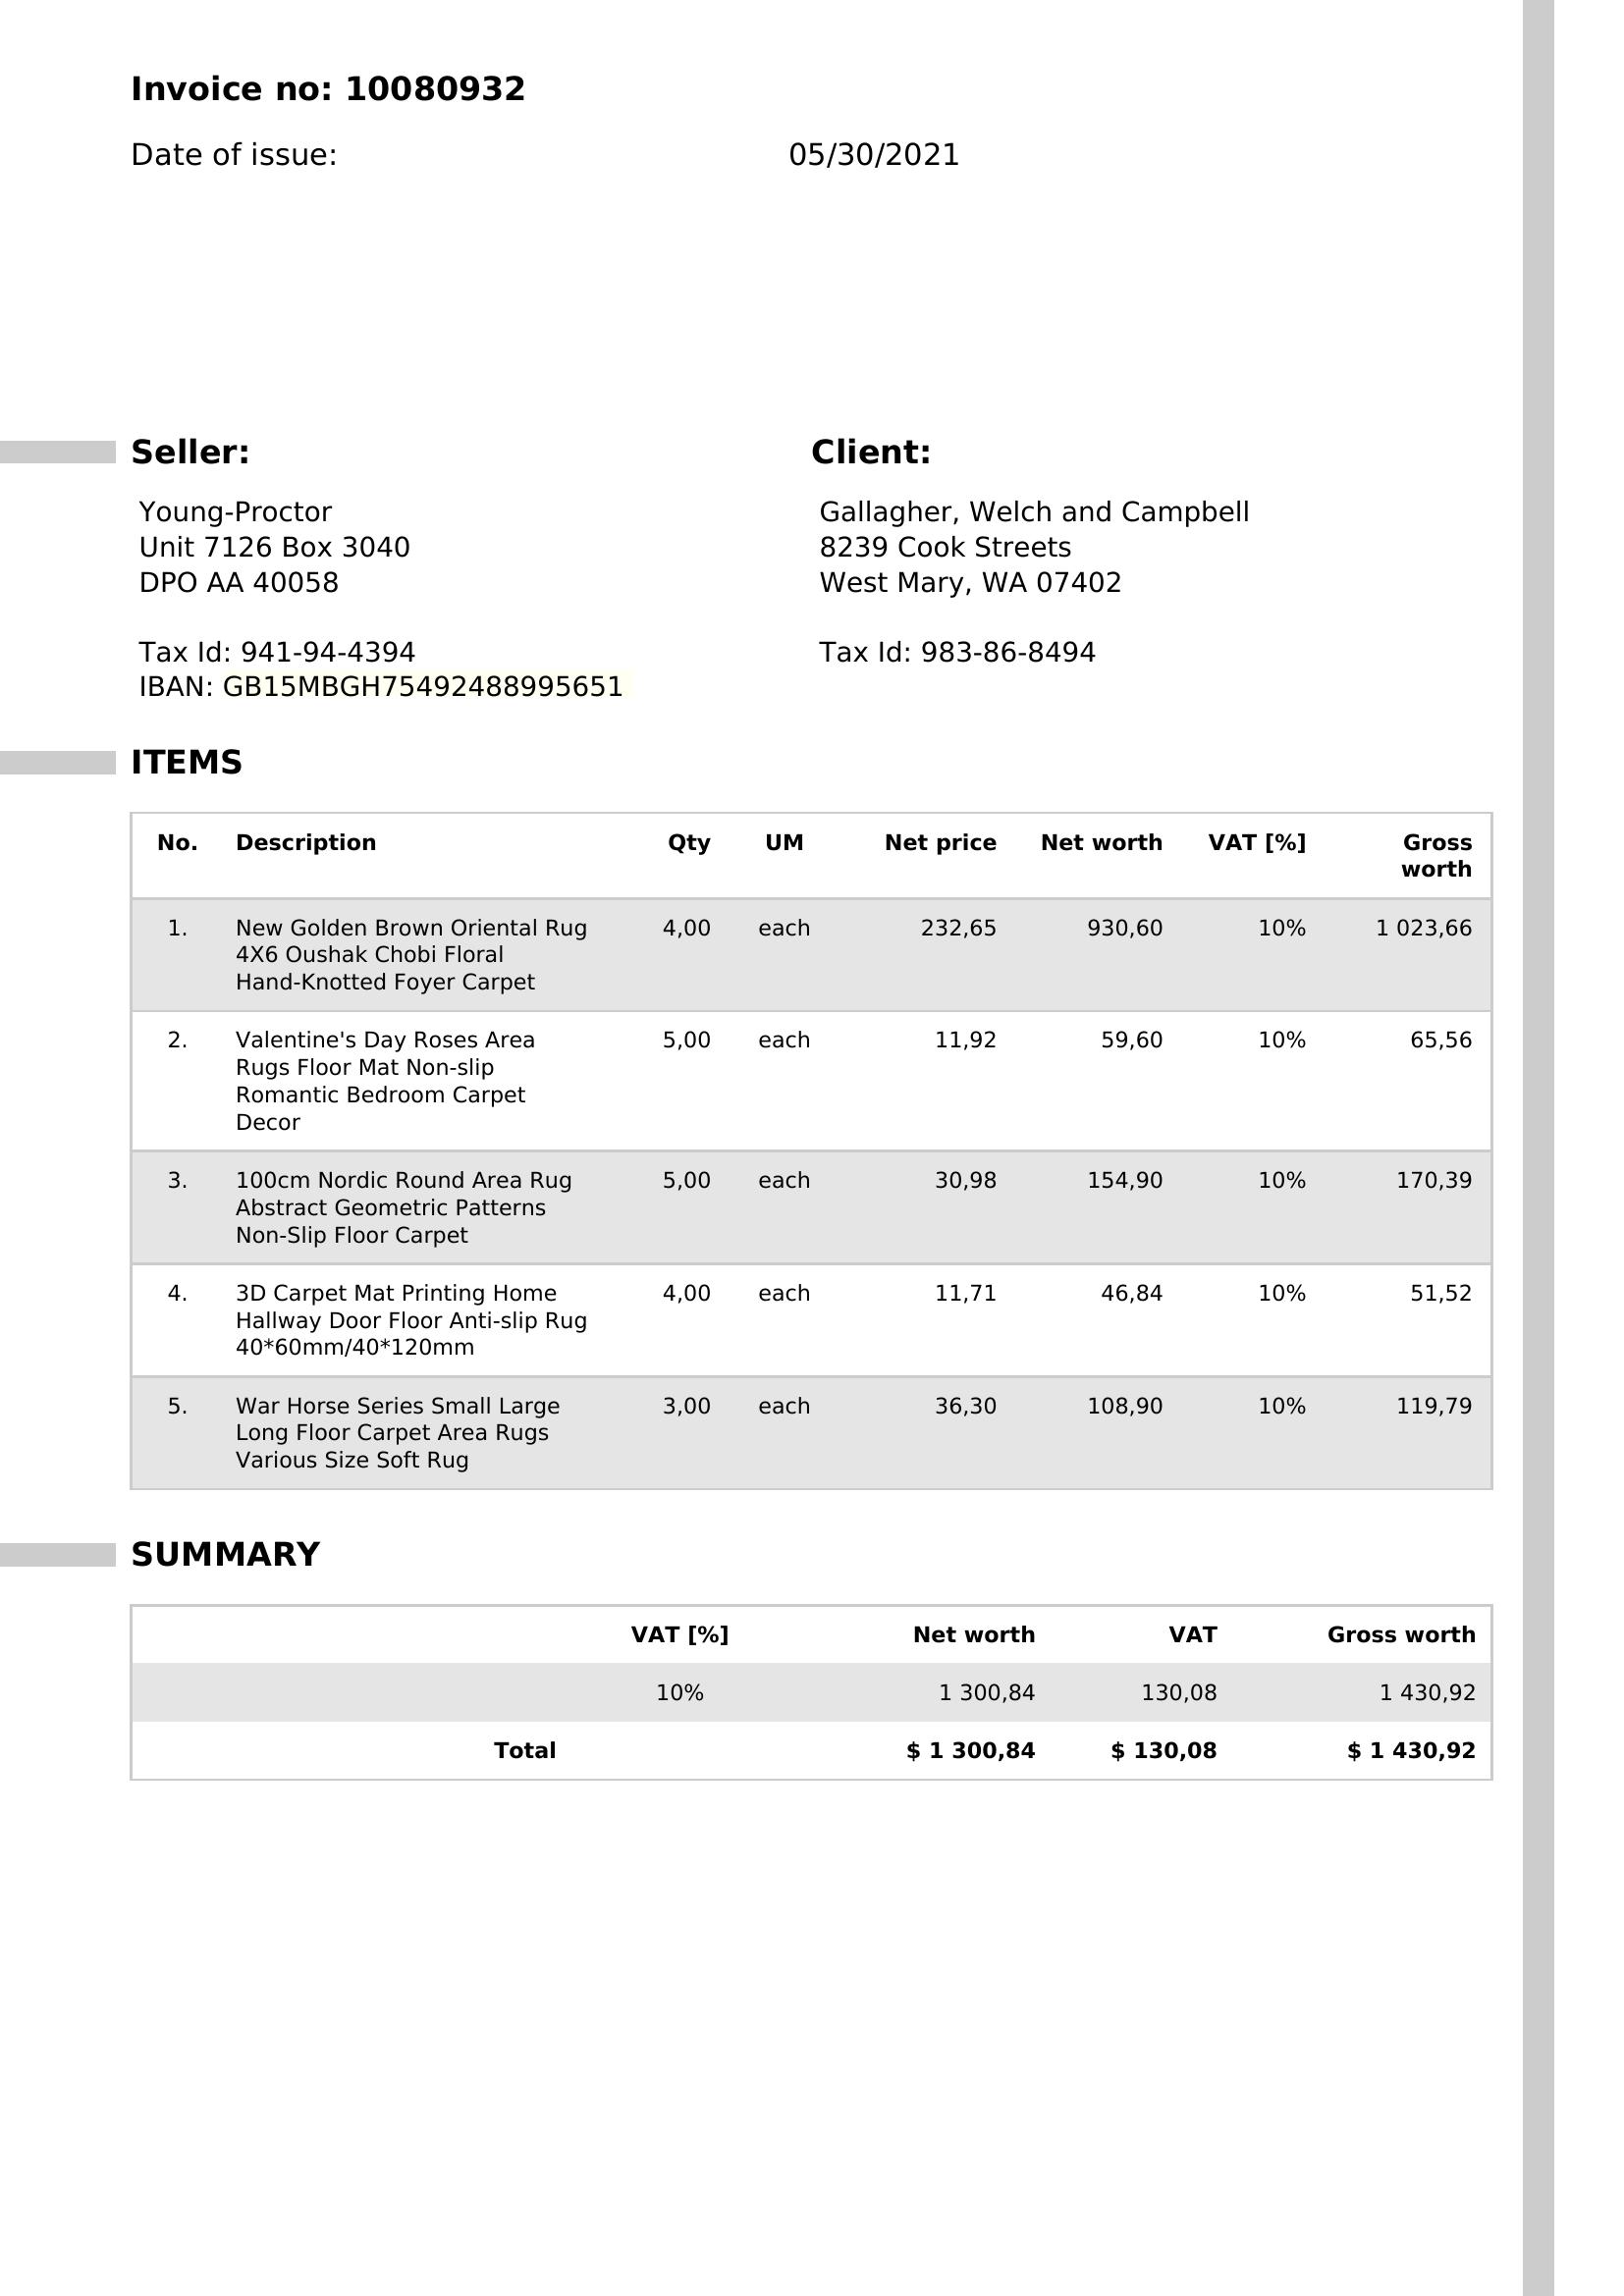 Invoice no: 10080932
Date of issue: 05/30/2021
Seller:
Young-Proctor
Unit 7126 Box 3040
DPO AA 40058
Tax Id: 941-94-4394
IBAN: GB15MBGH75492488995651
Client:
Gallagher, Welch and Campbell
8239 Cook Streets
West Mary, WA 07402
Tax Id: 983-86-8494
ITEMS
No. Description Qty UM Net price Net worth VAT [%] Gross
worth
1. New Golden Brown Oriental Rug 4,00 each 232,65 930,60 10% 1 023,66
4X6 Oushak Chobi Floral
Hand-Knotted Foyer Carpet
2. Valentine's Day Roses Area 5,00 each 11,92 59,60 10% 65,56
Rugs Floor Mat Non-slip
Romantic Bedroom Carpet
Decor
3. 100cm Nordic Round Area Rug 5,00 each 30,98 154,90 10% 170,39
Abstract Geometric Patterns
Non-Slip Floor Carpet
4. 3D Carpet Mat Printing Home 4,00 each 11,71 46,84 10% 51,52
Hallway Door Floor Anti-slip Rug
40*60mm/40*120mm
5. War Horse Series Small Large 3,00 each 36,30 108,90 10% 119,79
Long Floor Carpet Area Rugs
Various Size Soft Rug
SUMMARY
VAT [%] Net worth VAT Gross worth
10% 1 300,84 130,08 1 430,92
Total $ 1 300,84 $ 130,08 $ 1 430,92